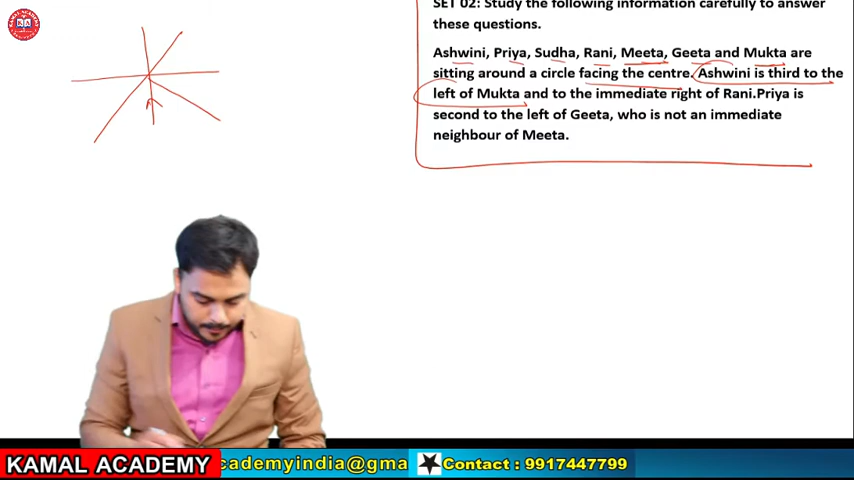 KAMAL ACADEMY
KA
SET 02: Study the following information carefully to answer
these questions.
Ashwini, Priya, Sudha, Rani, Meeta, Geeta and Mukta are
sitting around a circle facing the centre. Ashwini is third to the
left of Mukta and to the immediate right of Rani.Priya is
second to the left of Geeta, who is not an immediate
neighbour of Meeta.
KAMAL ACADEMY cademyindia@gma Contact : 9917447799